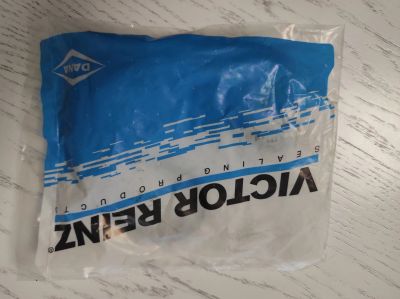 VICTOR REINZ®
SEALING PRODUCTS
DANA